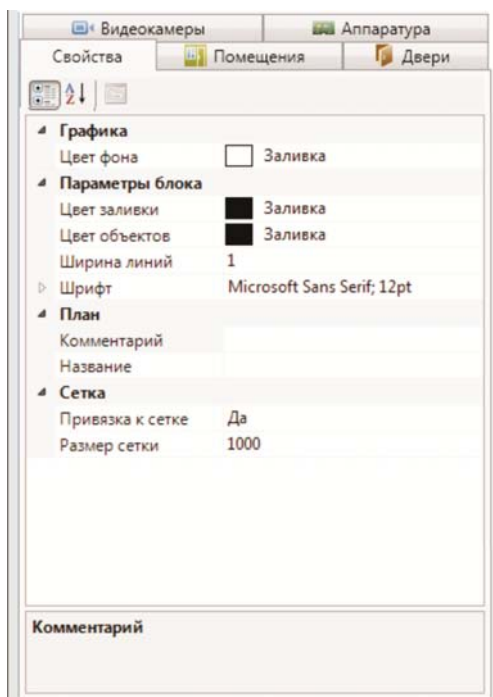 Видеокамеры Аппаратура
Свойства Помещения Двери
Графика
Цвет фона Заливка
Параметры блока
Цвет заливки Заливка
Цвет объектов Заливка
Ширина линий 1
Шрифт Microsoft Sans Serif; 12pt
План
Комментарий
Название
Сетка
Привязка к сетке Да
Размер сетки 1000
Комментарий